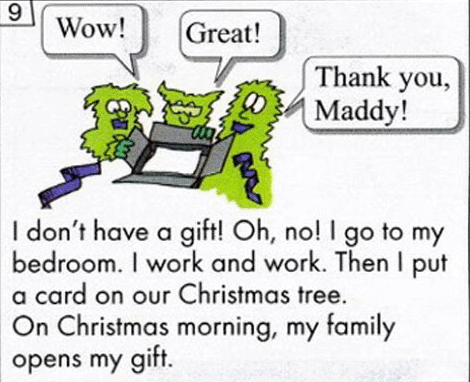 9
Wow!
Great!
Thank you,
Maddy!
I don't have a gift! Oh, no! I go to my
bedroom. I work and work. Then I put
a card on our Christmas tree.
On Christmas morning, my family
opens my gift.